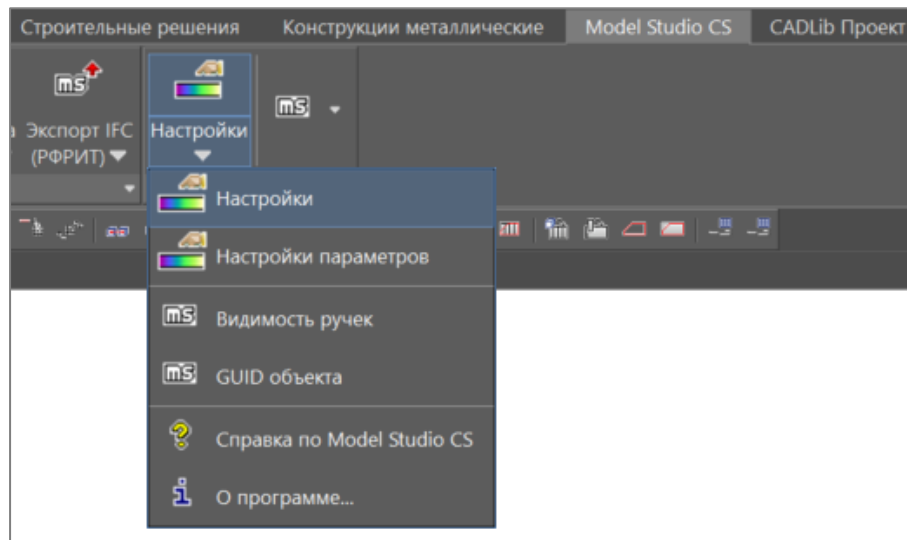 Строительные решения Конструкции металлические Model Studio CS CADLib Проект
Экспорт IFC
(РФРИТ)
Настройки
Настройки
Настройки параметров
Видимость ручек
GUID объекта
Справка по Model Studio CS
О программе...